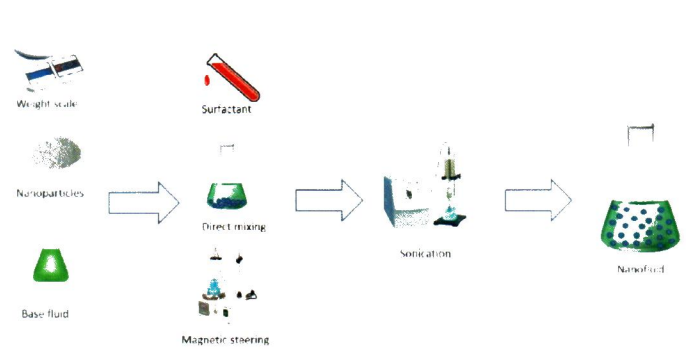 Weight scale
Nanoparticles
Base fluid
Surfactant
Direct mixing
Magnetic steering
Sonication
Nanofluid